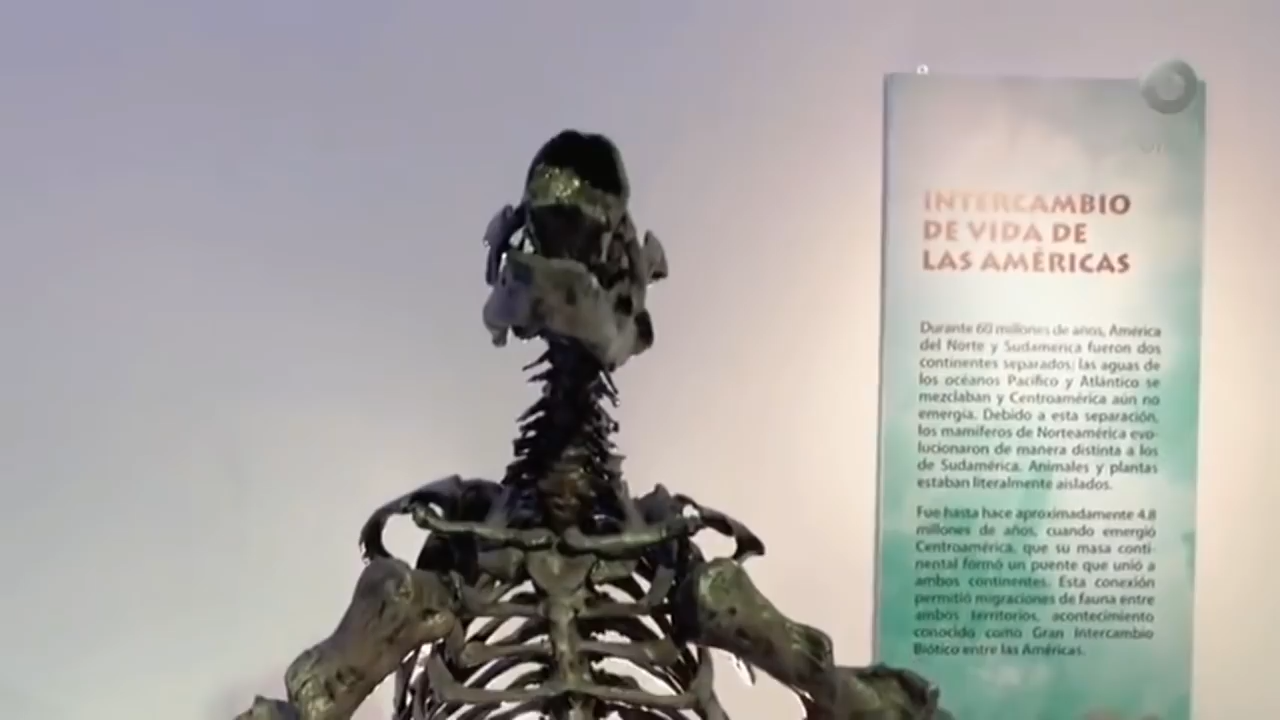 INTERCAMBIO
DE VIDA DE
LAS AMÉRICAS
Durante 60 millones de años, América
del Norte y Sudamérica fueron dos
continentes separados; las aguas de
los océanos Pacífico y Atlántico se
mezclaban y Centroamérica aún no
emergía. Debido a esta separación,
los mamíferos de Norteamérica evo-
lucionaron de manera distinta a los
de Sudamérica. Animales y plantas
estaban literalmente aislados.
Fue hasta hace aproximadamente 4.8
millones de años, cuando emergió
Centroamérica, que su masa conti-
nental formó un puente que unió a
ambos continentes. Esta conexión
permitió migraciones de fauna entre
ambos territorios, acontecimiento
conocido como Gran Intercambio
Biótico entre las Américas.